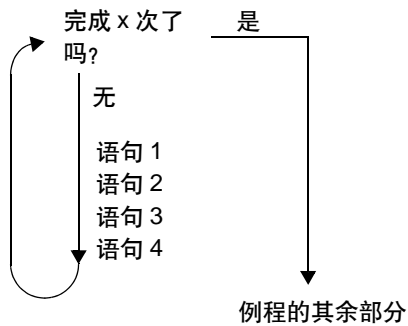 完成 x 次了
吗?
是
无
语句 1
语句 2
语句 3
语句 4
例程的其余部分